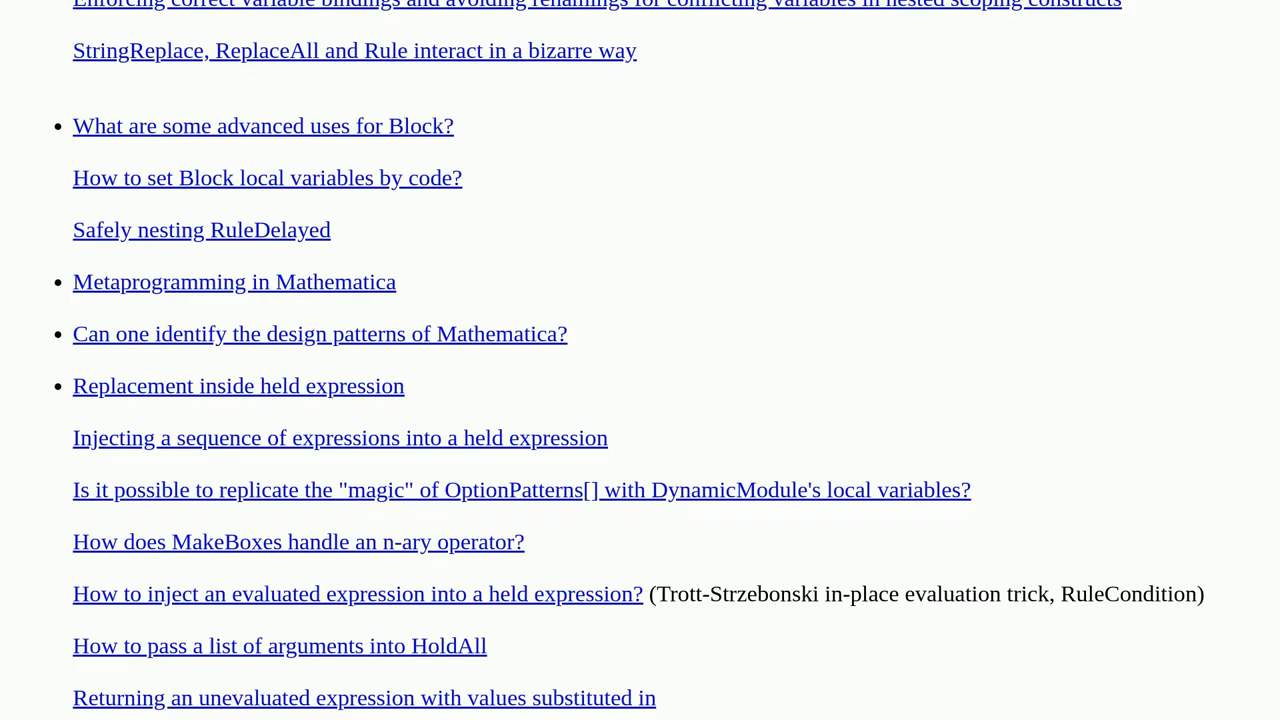 Enforcing correct variable bindings and avoiding renamings for conflicting variables in nested scoping constructs
StringReplace, ReplaceAll and Rule interact in a bizarre way
• What are some advanced uses for Block?
How to set Block local variables by code?
Safely nesting RuleDelayed
• Metaprogramming in Mathematica
• Can one identify the design patterns of Mathematica?
• Replacement inside held expression
Injecting a sequence of expressions into a held expression
Is it possible to replicate the "magic" of OptionPatterns[] with DynamicModule's local variables?
How does MakeBoxes handle an n-ary operator?
How to inject an evaluated expression into a held expression? (Trott-Strzebonski in-place evaluation trick, RuleCondition)
How to pass a list of arguments into HoldAll
Returning an unevaluated expression with values substituted in